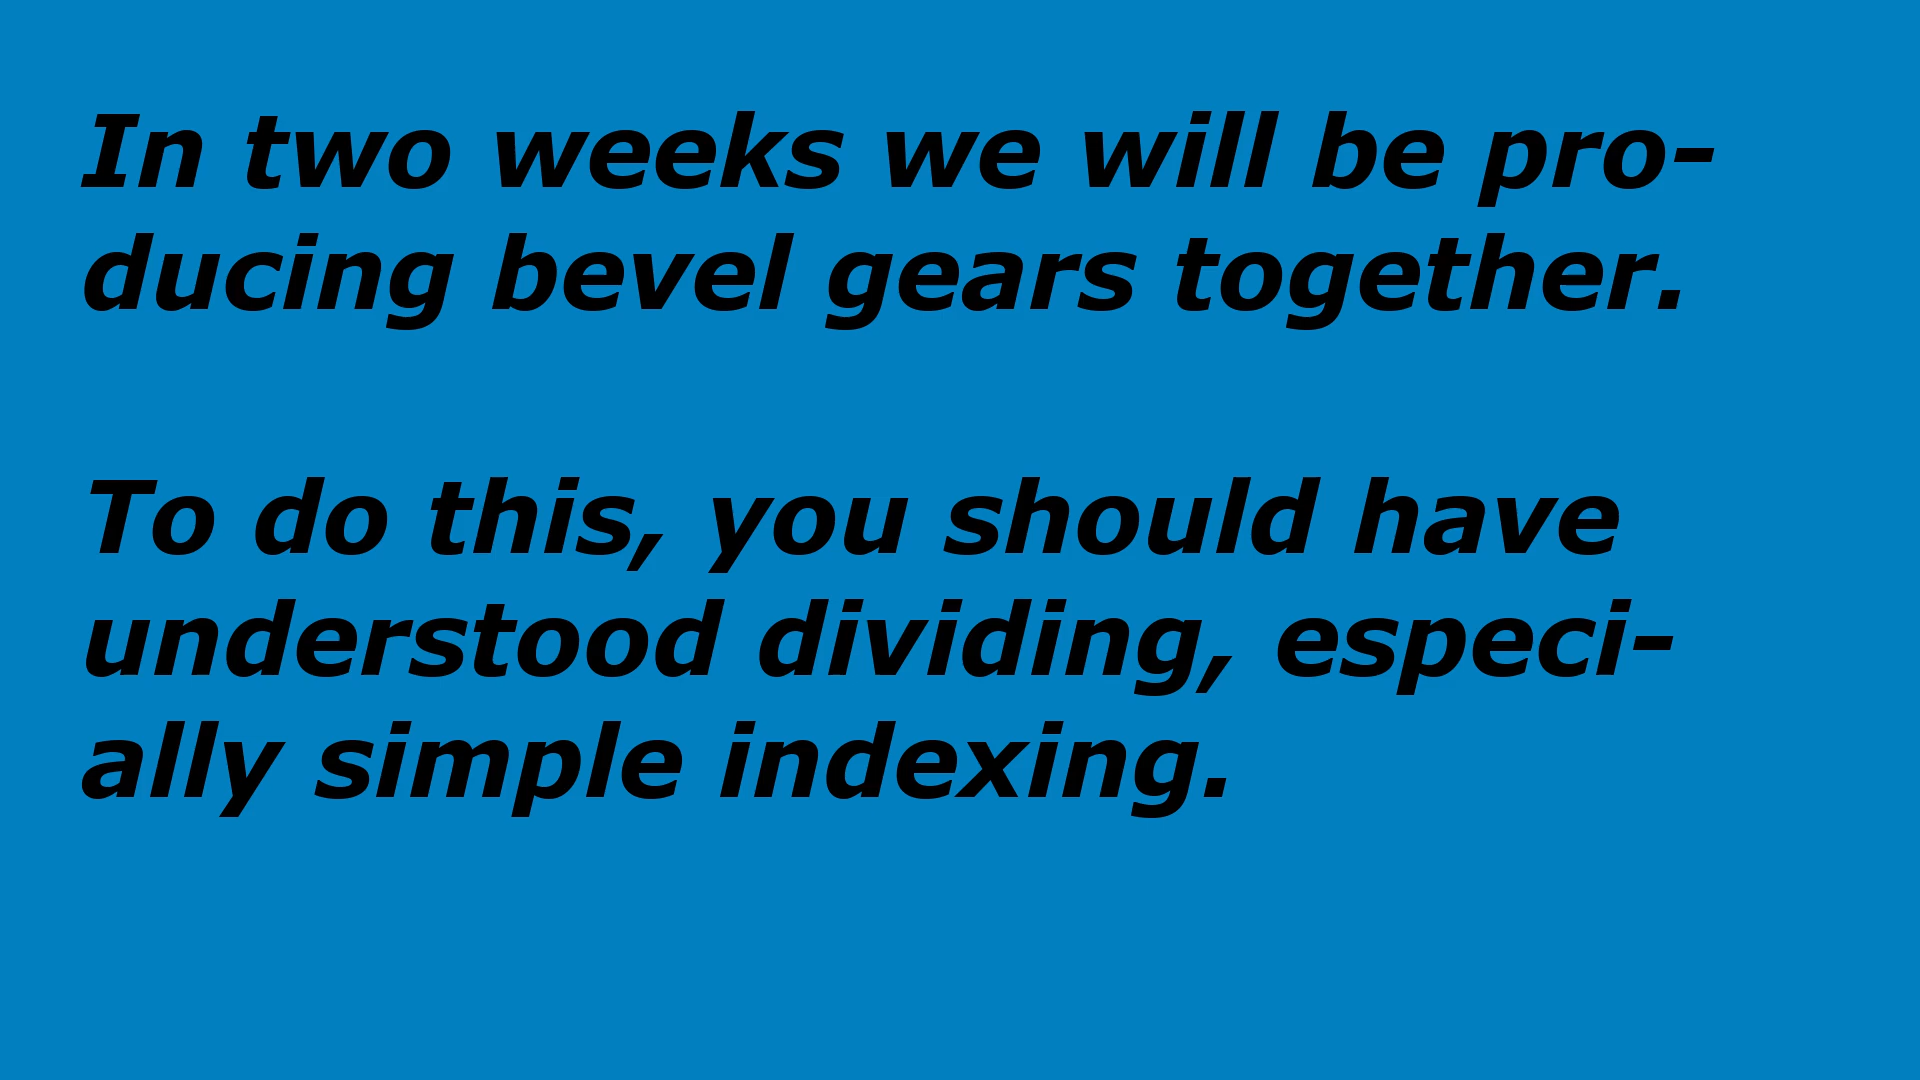 In two weeks we will be pro-
ducing bevel gears together.
To do this, you should have
understood dividing, especi-
ally simple indexing.